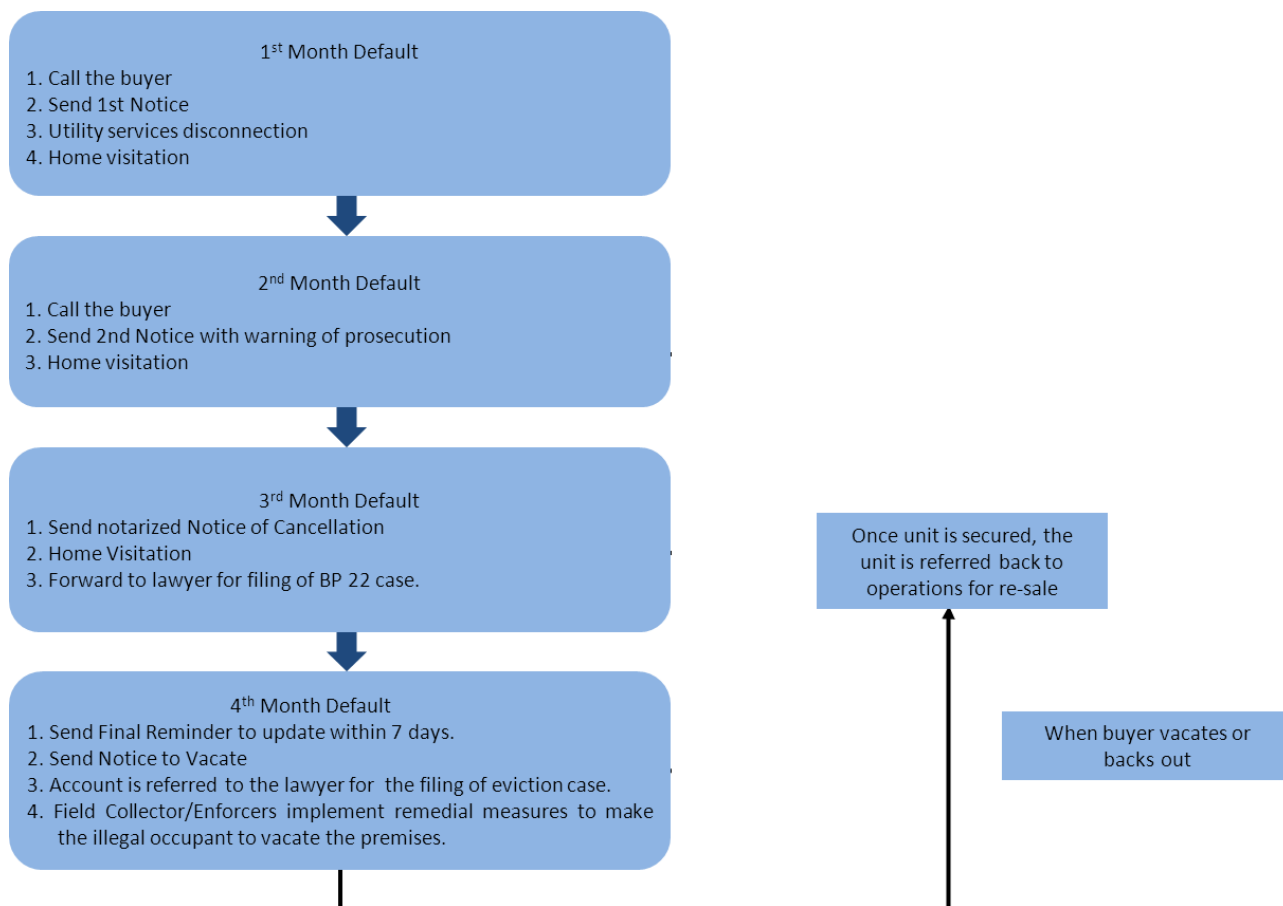 1st Month Default
1. Call the buyer
2. Send 1st Notice
3. Utility services disconnection
4. Home visitation
2nd Month Default
1. Call the buyer
2. Send 2nd Notice with warning of prosecution
3. Home visitation
3rd Month Default
1. Send notarized Notice of Cancellation
2. Home Visitation
3. Forward to lawyer for filing of BP 22 case.
4th Month Default
1. Send Final Reminder to update within 7 days.
2. Send Notice to Vacate
3. Account is referred to the lawyer for the filing of eviction case.
4. Field Collector/Enforcers implement remedial measures to make
the illegal occupant to vacate the premises.
Once unit is secured, the
unit is referred back to
operations for re-sale
When buyer vacates or
backs out